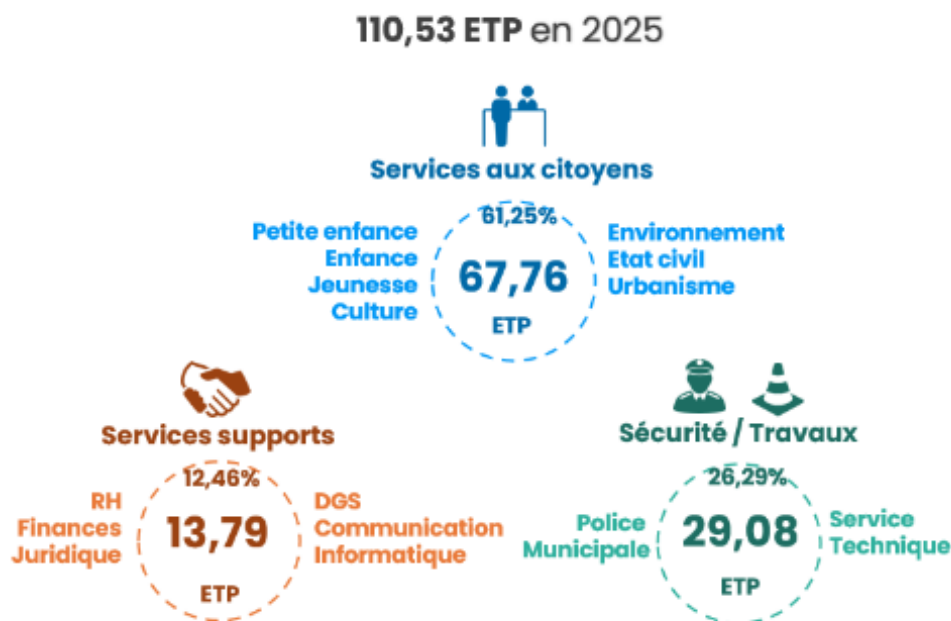 110,53 ETP en 2025
Services aux citoyens
61,25%
67,76
ETP
Petite enfance
Enfance
Jeunesse
Culture
Environnement
Etat civil
Urbanisme
Services supports
12,46%
13,79
ETP
RH
Finances
Juridique
DGS
Communication
Informatique
Sécurité / Travaux
26,29%
29,08
ETP
Police
Municipale
Service
Technique